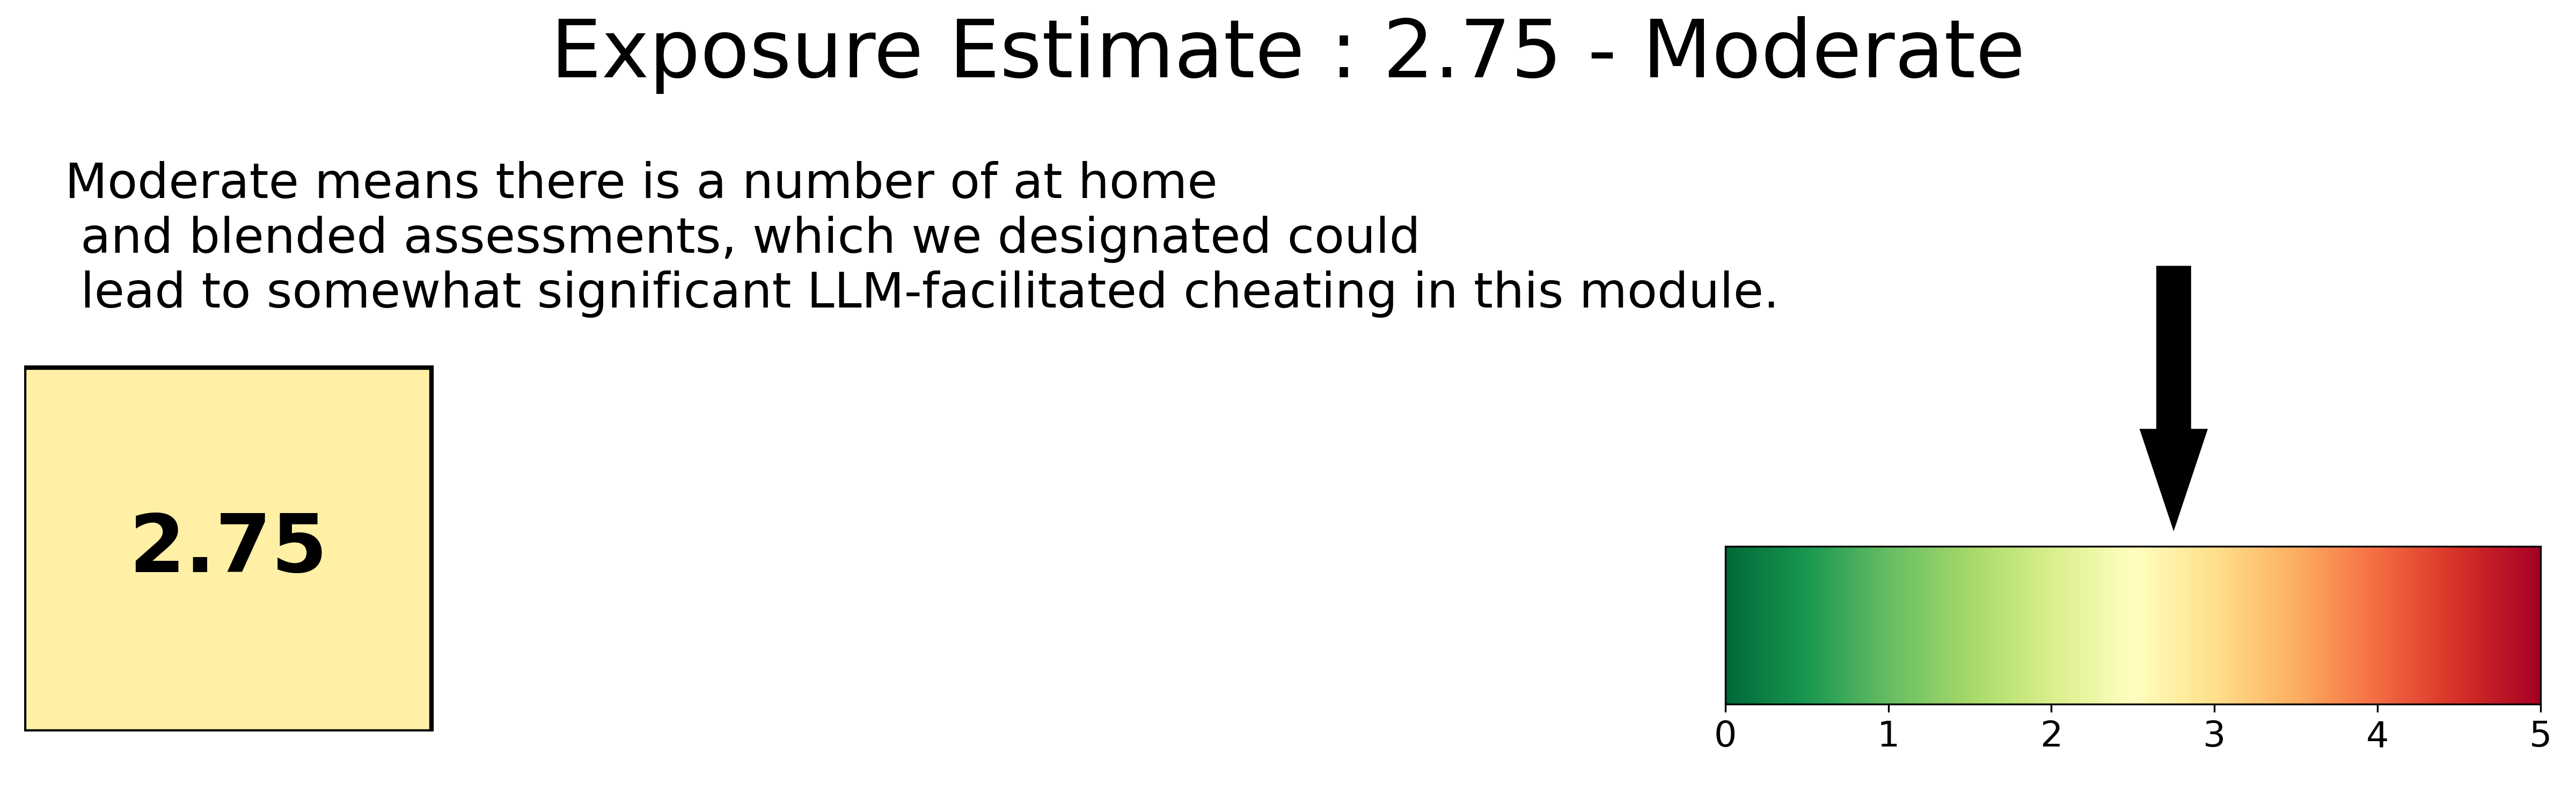 Exposure Estimate : 2.75 - Moderate
Moderate means there is a number of at home
and blended assessments, which we designated could
lead to somewhat significant LLM-facilitated cheating in this module.
2.75
0 1 2 3 4 5